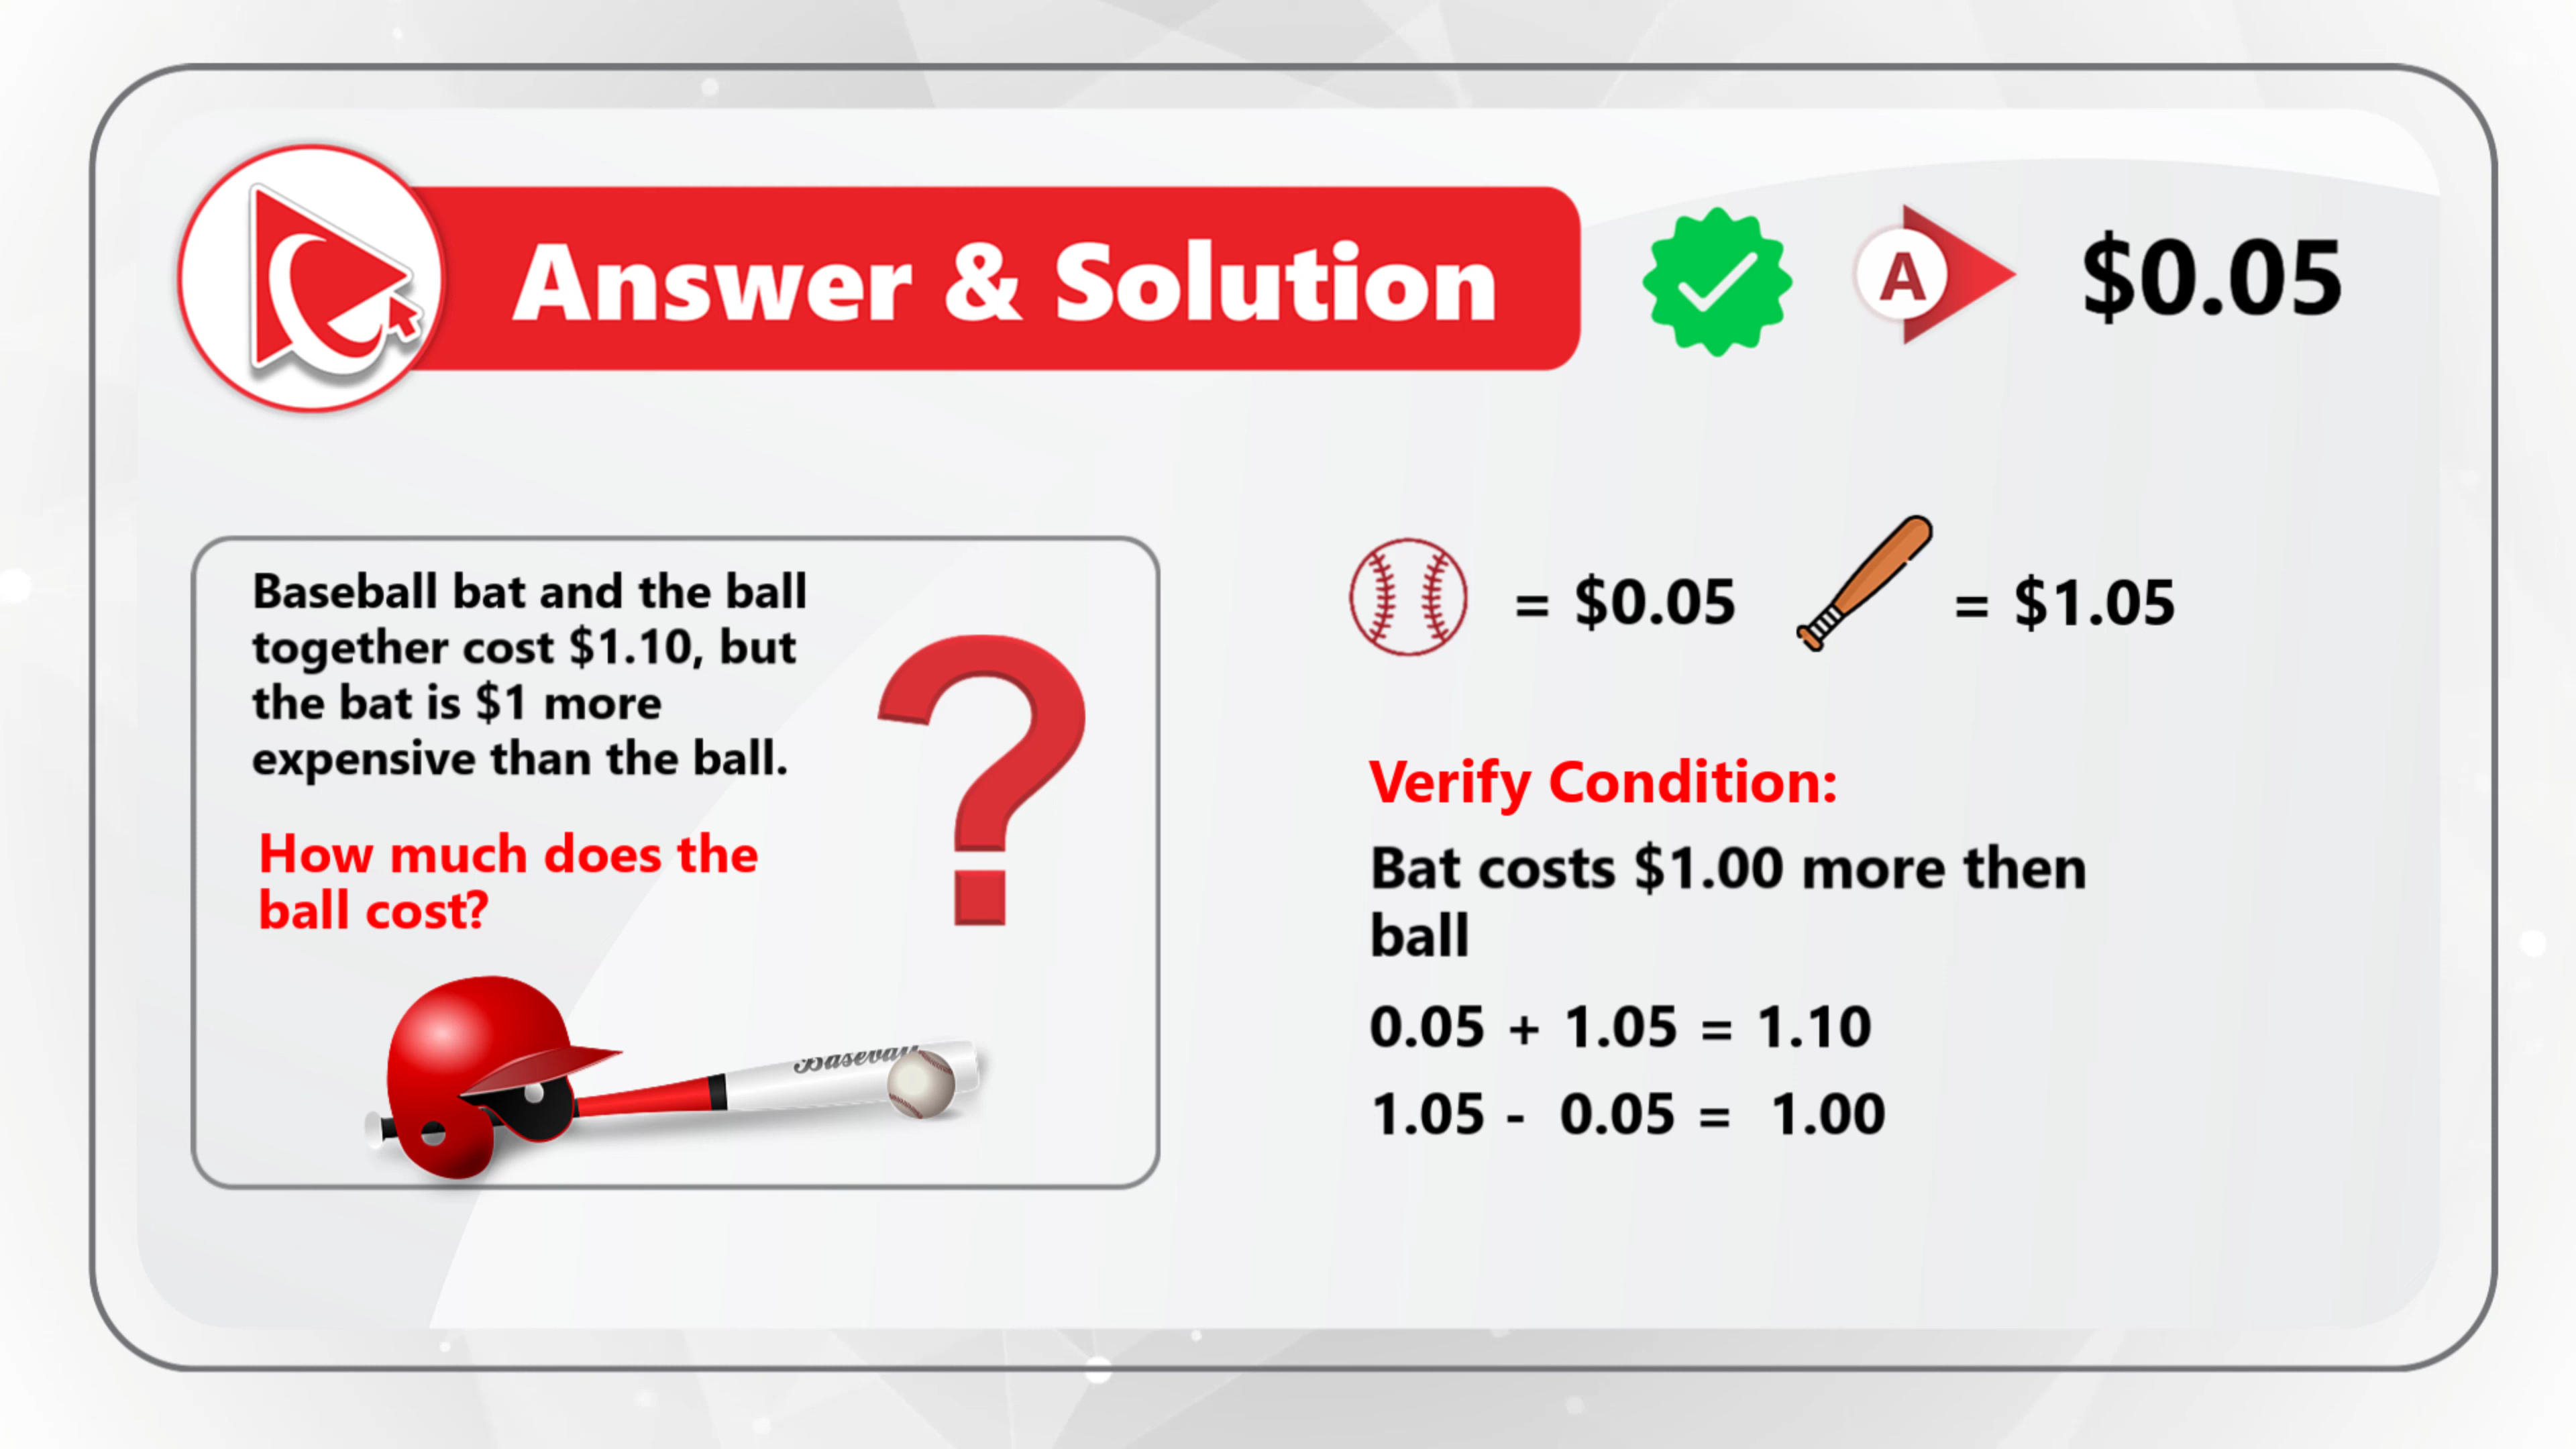 Answer & Solution
A
$0.05
Baseball bat and the ball
together cost $1.10, but
the bat is $1 more
expensive than the ball.
How much does the
ball cost?
Baseball
= $0.05
= $1.05
Verify Condition:
Bat costs $1.00 more then
ball
0.05 + 1.05 = 1.10
1.05 - 0.05 = 1.00